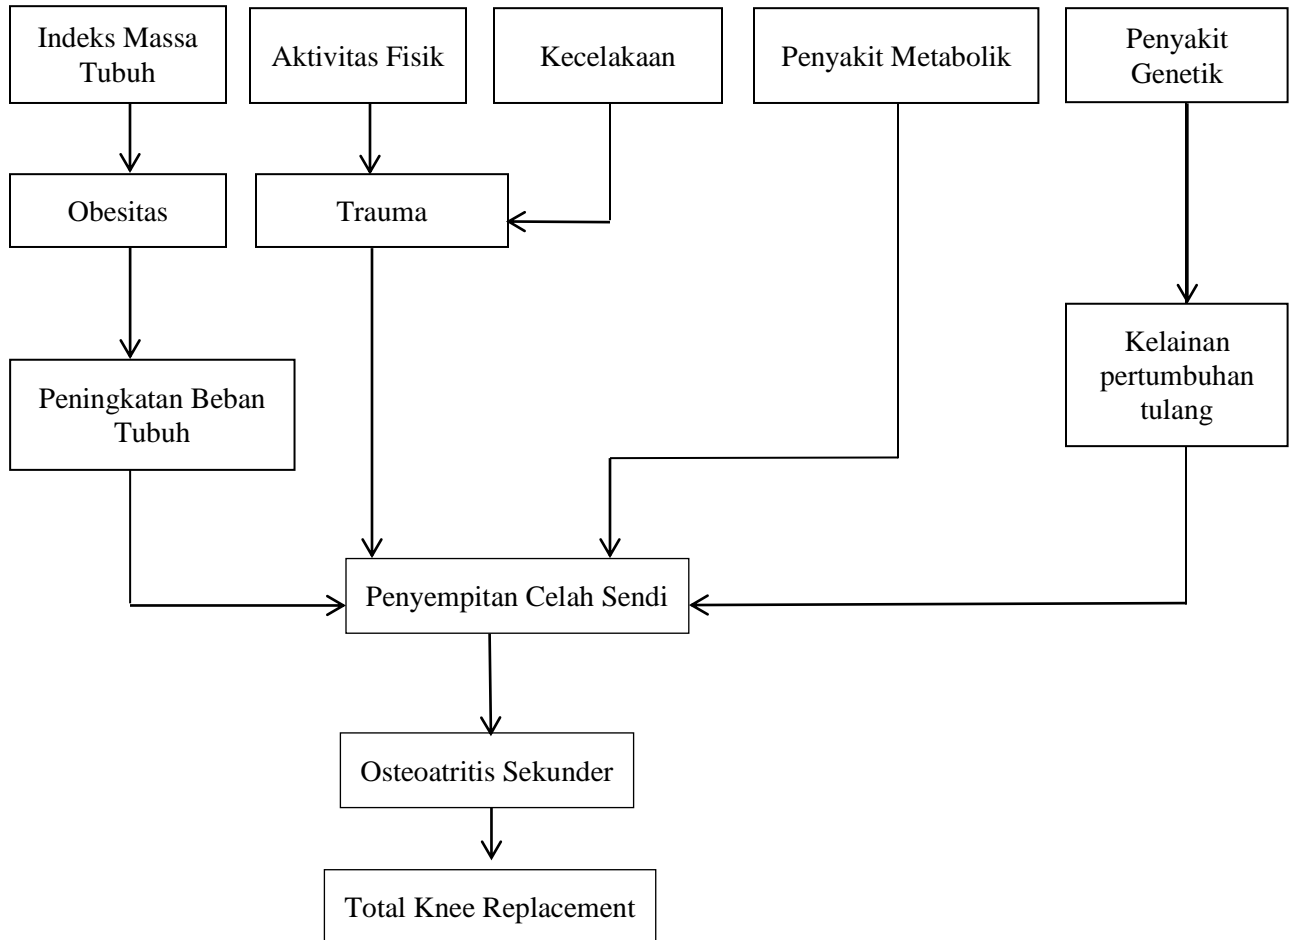 Indeks Massa
Tubuh
Aktivitas Fisik
Kecelakaan
Penyakit Metabolik
Penyakit
Genetik
Obesitas
Trauma
Peningkatan Beban
Tubuh
Kelainan
pertumbuhan
tulang
Penyempitan Celah Sendi
Osteoatritis Sekunder
Total Knee Replacement